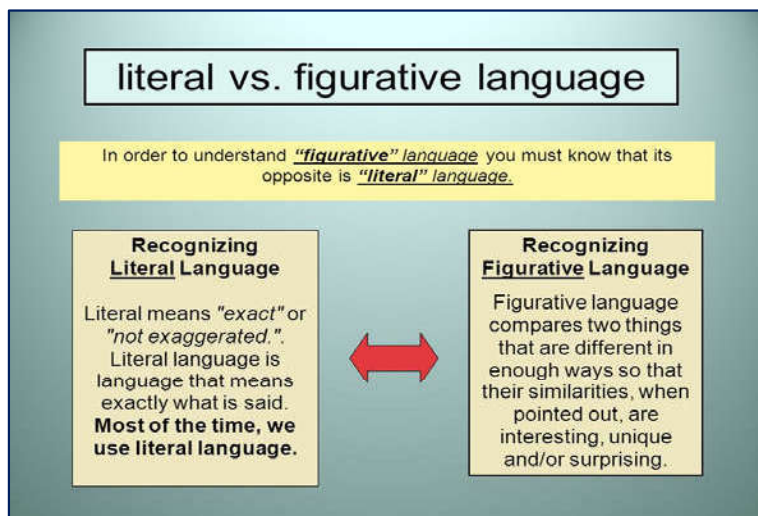 literal vs. figurative language
In order to understand "figurative" language you must know that its
opposite is "literal" language.
Recognizing
Literal Language
Literal means "exact" or
"not exaggerated.".
Literal language is
language that means
exactly what is said.
Most of the time, we
use literal language.
Recognizing
Figurative Language
Figurative language
compares two things
that are different in
enough ways so that
their similarities, when
pointed out, are
interesting, unique
and/or surprising.